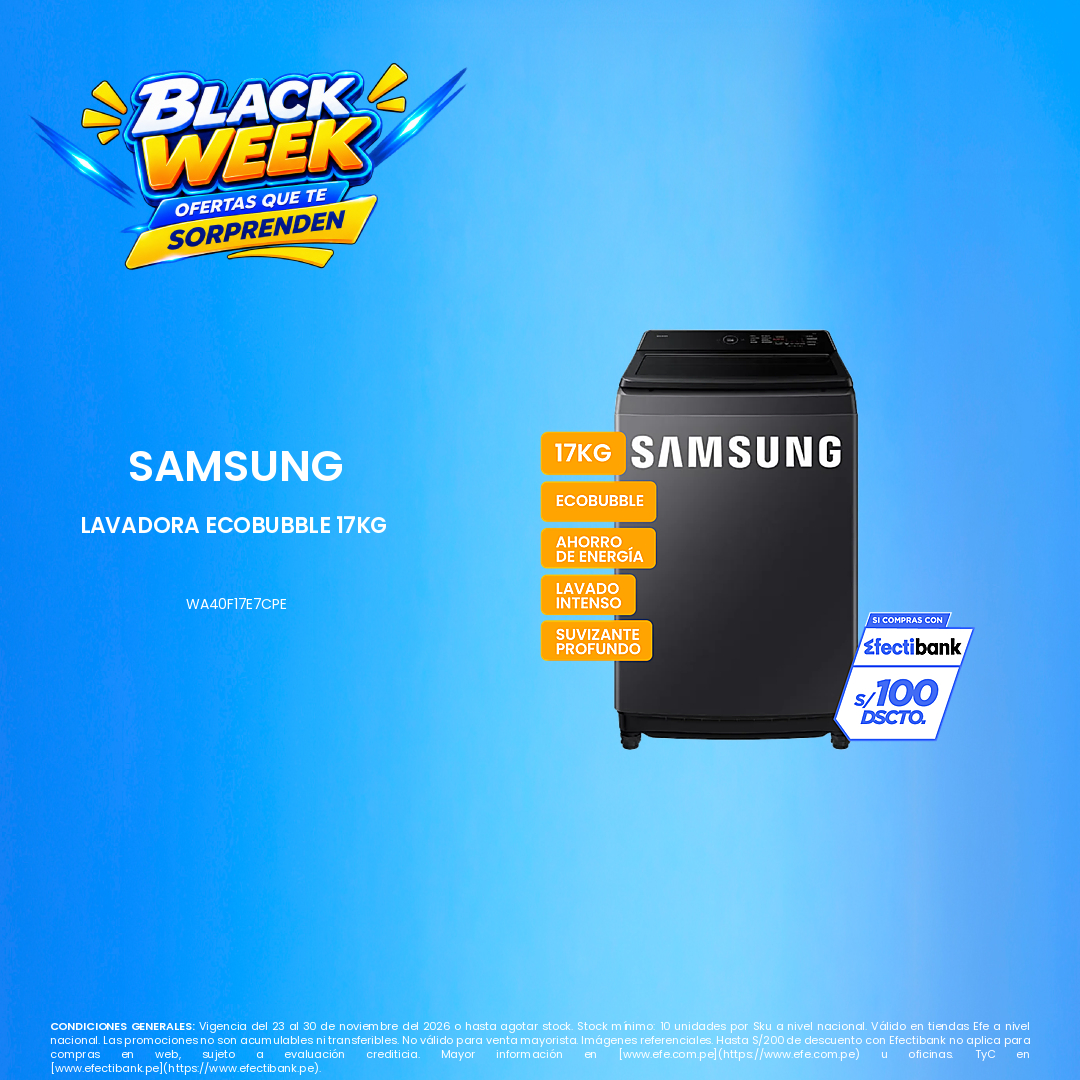 BLACK
WEEK
OFERTAS QUE TE
SORPRENDEN
SAMSUNG
LAVADORA ECOBUBBLE 17KG
WA40F17E7CPE
17KG
SAMSUNG
ECOBUBBLE
AHORRO
DE ENERGÍA
LAVADO
INTENSO
SUVIZANTE
PROFUNDO
SI COMPRAS CON
Efectibank
S/100
DSCTO.
CONDICIONES GENERALES: Vigencia del 23 al 30 de noviembre del 2026 o hasta agotar stock. Stock mínimo: 10 unidades por Sku a nivel nacional. Válido en tiendas Efe a nivel
nacional. Las promociones no son acumulables ni transferibles. No válido para venta mayorista. Imágenes referenciales. Hasta S/200 de descuento con Efectibank no aplica para
compras en web, sujeto a evaluación crediticia. Mayor información en [www.efe.com.pe](https://www.efe.com.pe) u oficinas. TyC en
[www.efectibank.pe](https://www.efectibank.pe).